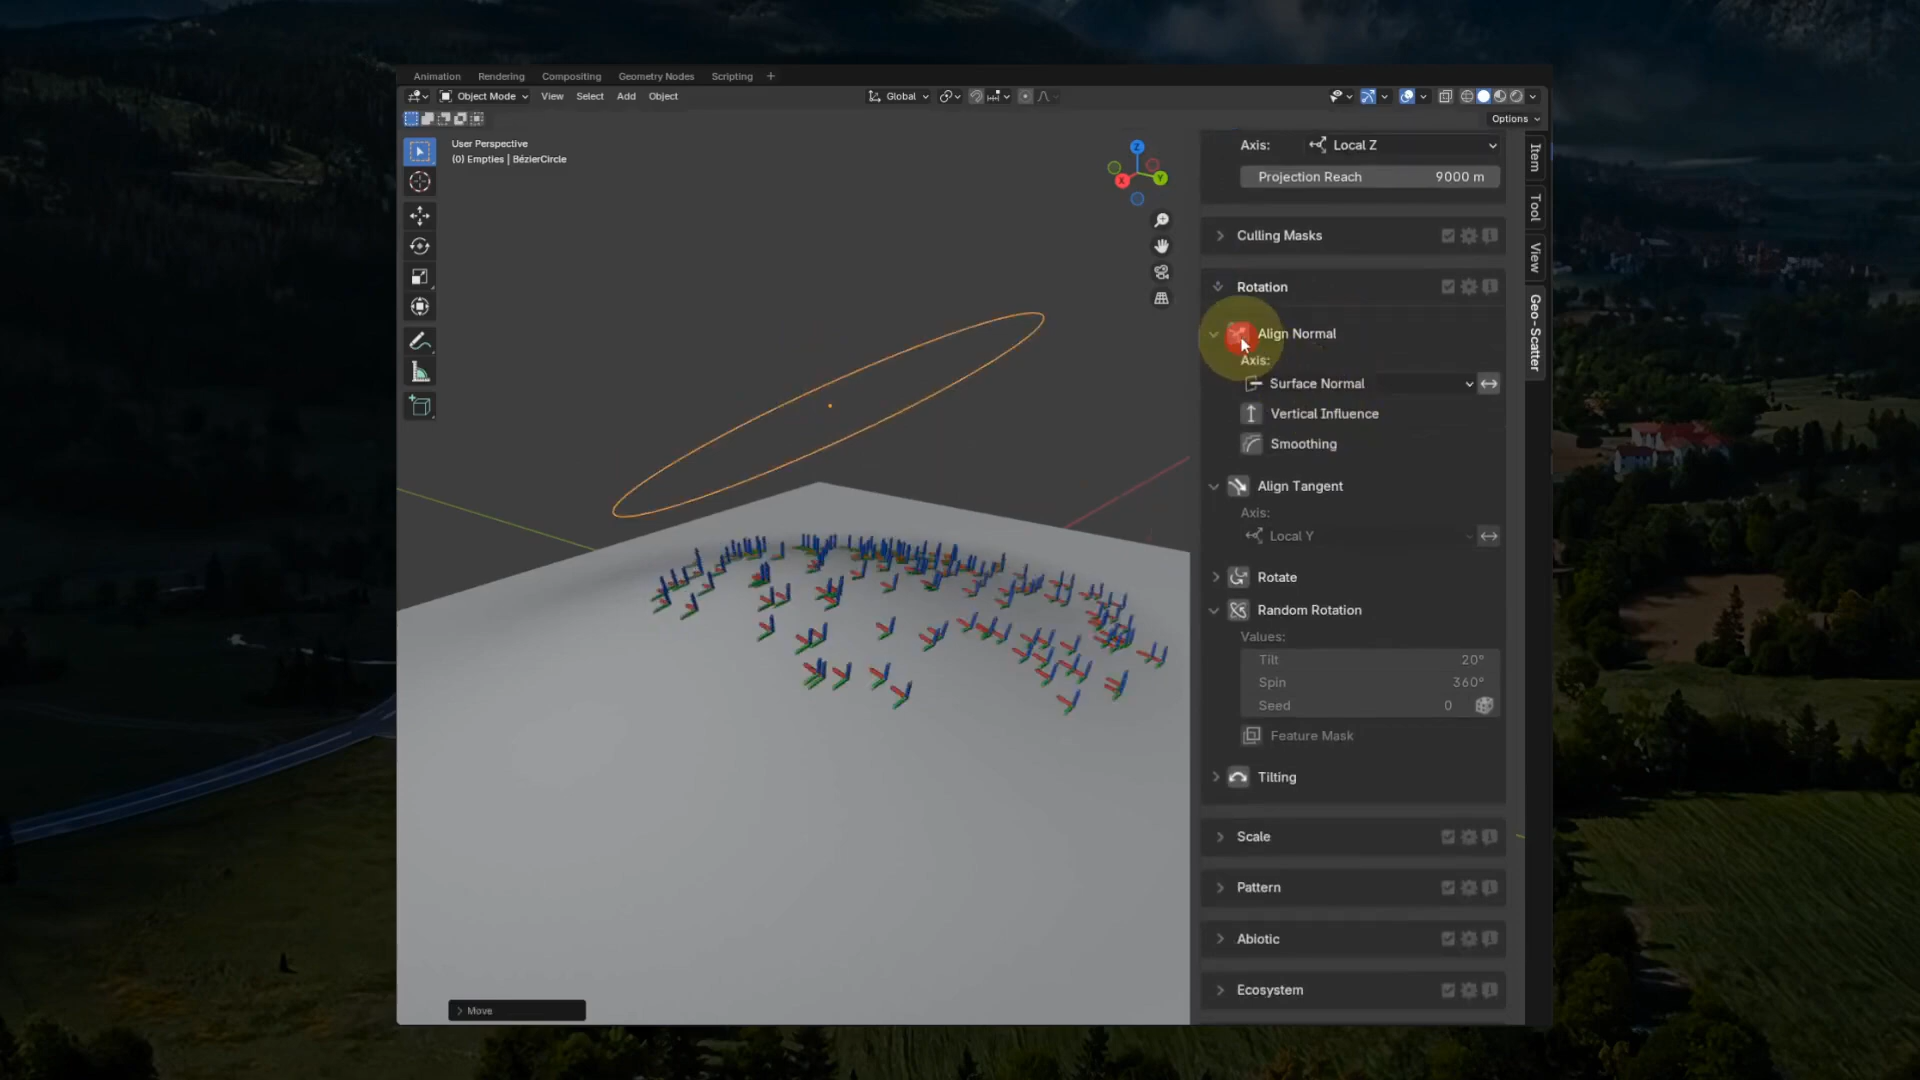 Animation Rendering Compositing Geometry Nodes Scripting +
Object Mode View Select Add Object Global
Options
User Perspective
(0) Empties | BézierCircle
Z
Y
X
Item
Tool
View
Geo-Scatter
Axis: Local Z
Projection Reach 9000 m
Culling Masks
Rotation
Align Normal
Axis:
Surface Normal
Vertical Influence
Smoothing
Align Tangent
Axis:
Local Y
Rotate
Random Rotation
Values:
Tilt 20°
Spin 360°
Seed 0
Feature Mask
Tilting
Scale
Pattern
Abiotic
Ecosystem
Move